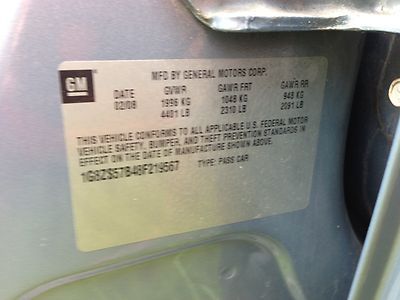 GM
MFD BY GENERAL MOTORS CORP.
DATE GVWR GAWR FRT GAWR RR
02/08 1996 KG 1048 KG 948 KG
4401 LB 2310 LB 2091 LB
THIS VEHICLE CONFORMS TO ALL APPLICABLE U.S. FEDERAL MOTOR
VEHICLE SAFETY, BUMPER, AND THEFT PREVENTION STANDARDS IN
EFFECT ON THE DATE OF MANUFACTURE SHOWN ABOVE.
1G8ZS57B48F219567 TYPE: PASS CAR